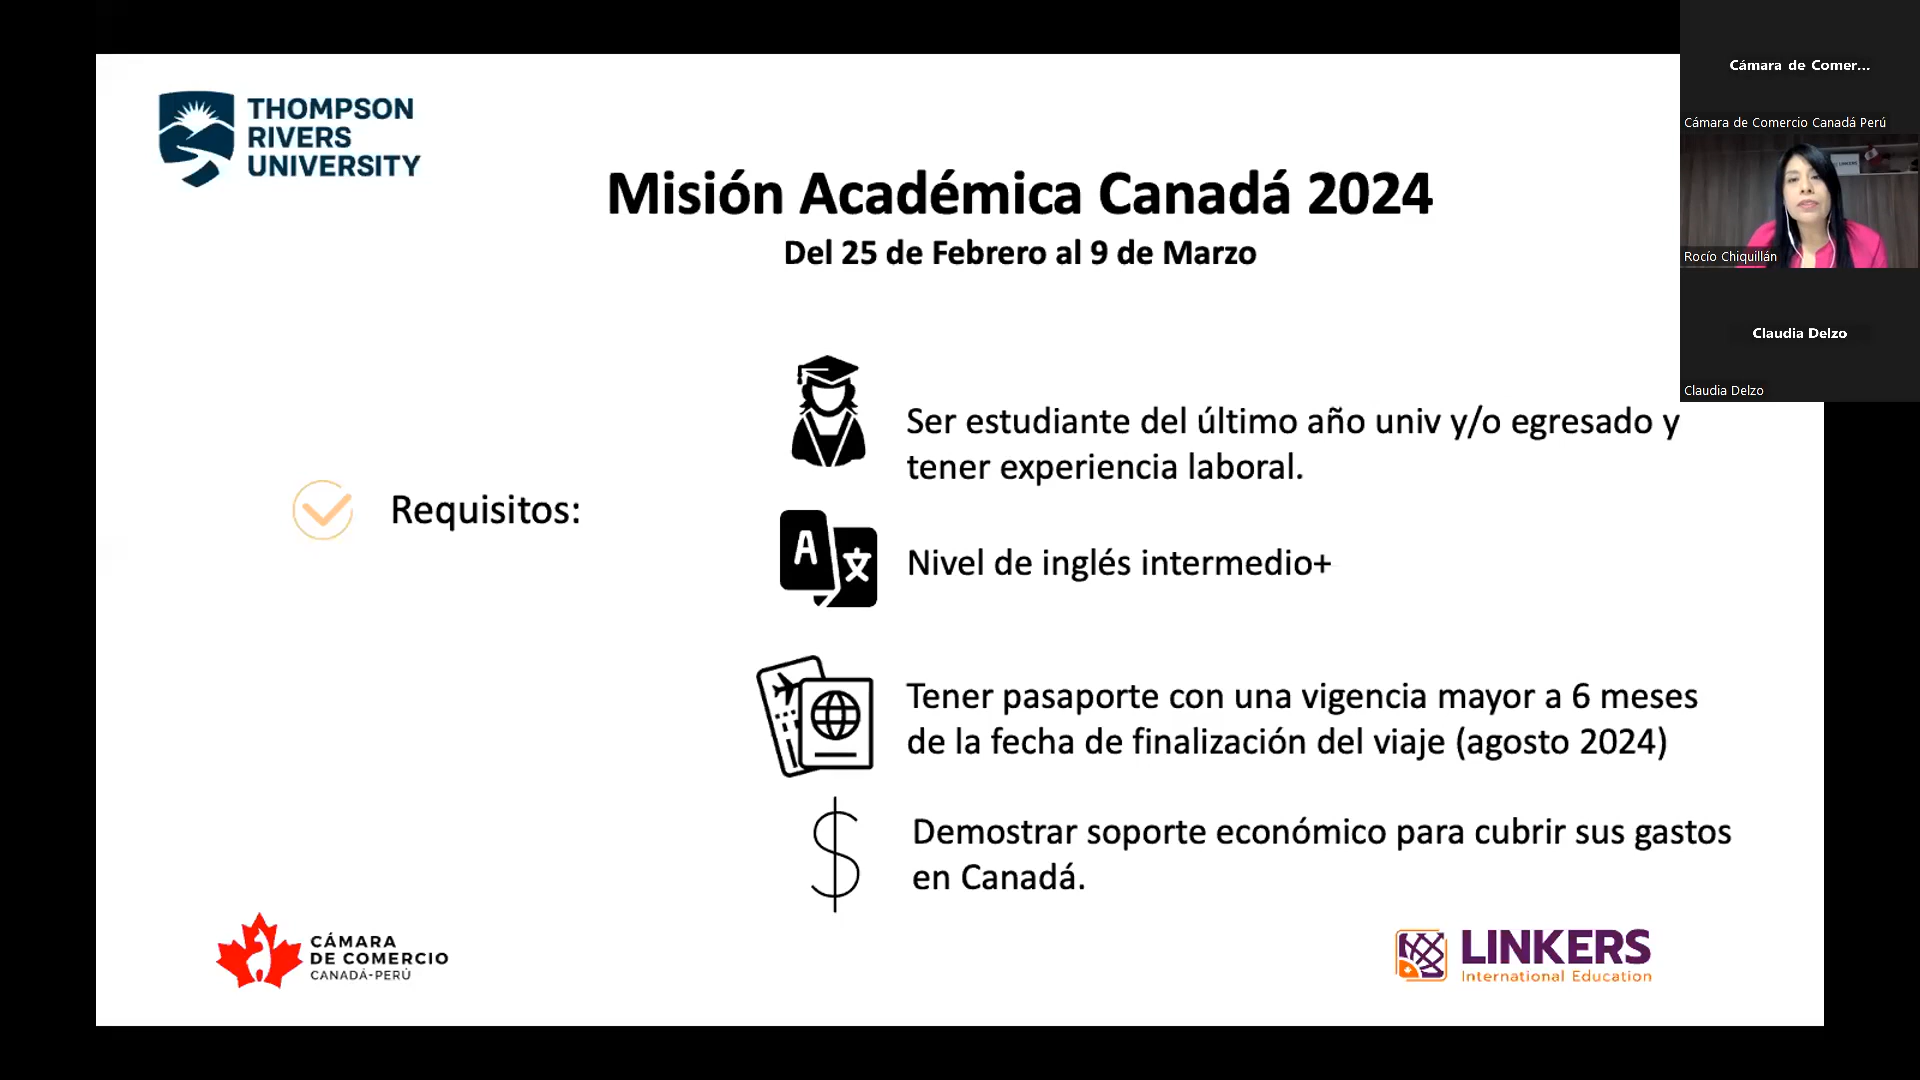 THOMPSON
RIVERS
UNIVERSITY
Misión Académica Canadá 2024
Del 25 de Febrero al 9 de Marzo
Requisitos:
Ser estudiante del último año univ y/o egresado y
tener experiencia laboral.
A 文
Nivel de inglés intermedio+
Tener pasaporte con una vigencia mayor a 6 meses
de la fecha de finalización del viaje (agosto 2024)
$
Demostrar soporte económico para cubrir sus gastos
en Canadá.
CÁMARA
DE COMERCIO
CANADÁ-PERÚ
LINKERS
International Education
Cámara de Comer...
Cámara de Comercio Canadá Perú
LINKERS
Rocío Chiquillán
Claudia Delzo
Claudia Delzo